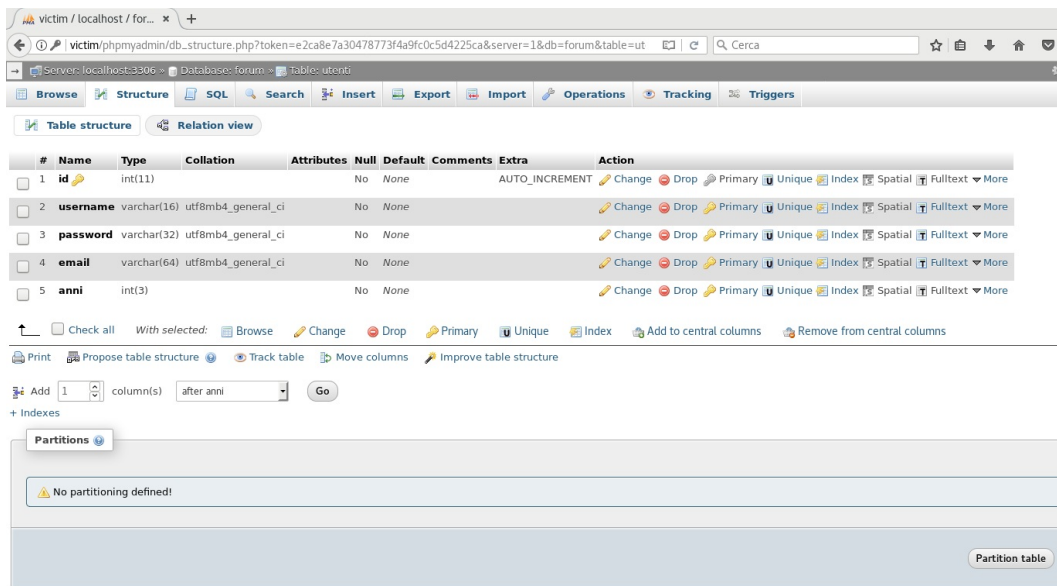 victim / localhost / for... × +
victim/phpmyadmin/db_structure.php?token=e2ca8e7a30478773f4a9fc0c5d4225ca&server=1&db=forum&table=ut Cerca
Server: localhost:3306 » Database: forum » Table: utenti
Browse Structure SQL Search Insert Export Import Operations Tracking Triggers
Table structure Relation view
# Name Type Collation Attributes Null Default Comments Extra Action
1 id int(11) No None AUTO_INCREMENT Change Drop Primary Unique Index Spatial Fulltext More
2 username varchar(16) utf8mb4_general_ci No None Change Drop Primary Unique Index Spatial Fulltext More
3 password varchar(32) utf8mb4_general_ci No None Change Drop Primary Unique Index Spatial Fulltext More
4 email varchar(64) utf8mb4_general_ci No None Change Drop Primary Unique Index Spatial Fulltext More
5 anni int(3) No None Change Drop Primary Unique Index Spatial Fulltext More
Check all With selected: Browse Change Drop Primary Unique Index Add to central columns Remove from central columns
Print Propose table structure Track table Move columns Improve table structure
Add 1 column(s) after anni Go
+ Indexes
Partitions
No partitioning defined!
Partition table